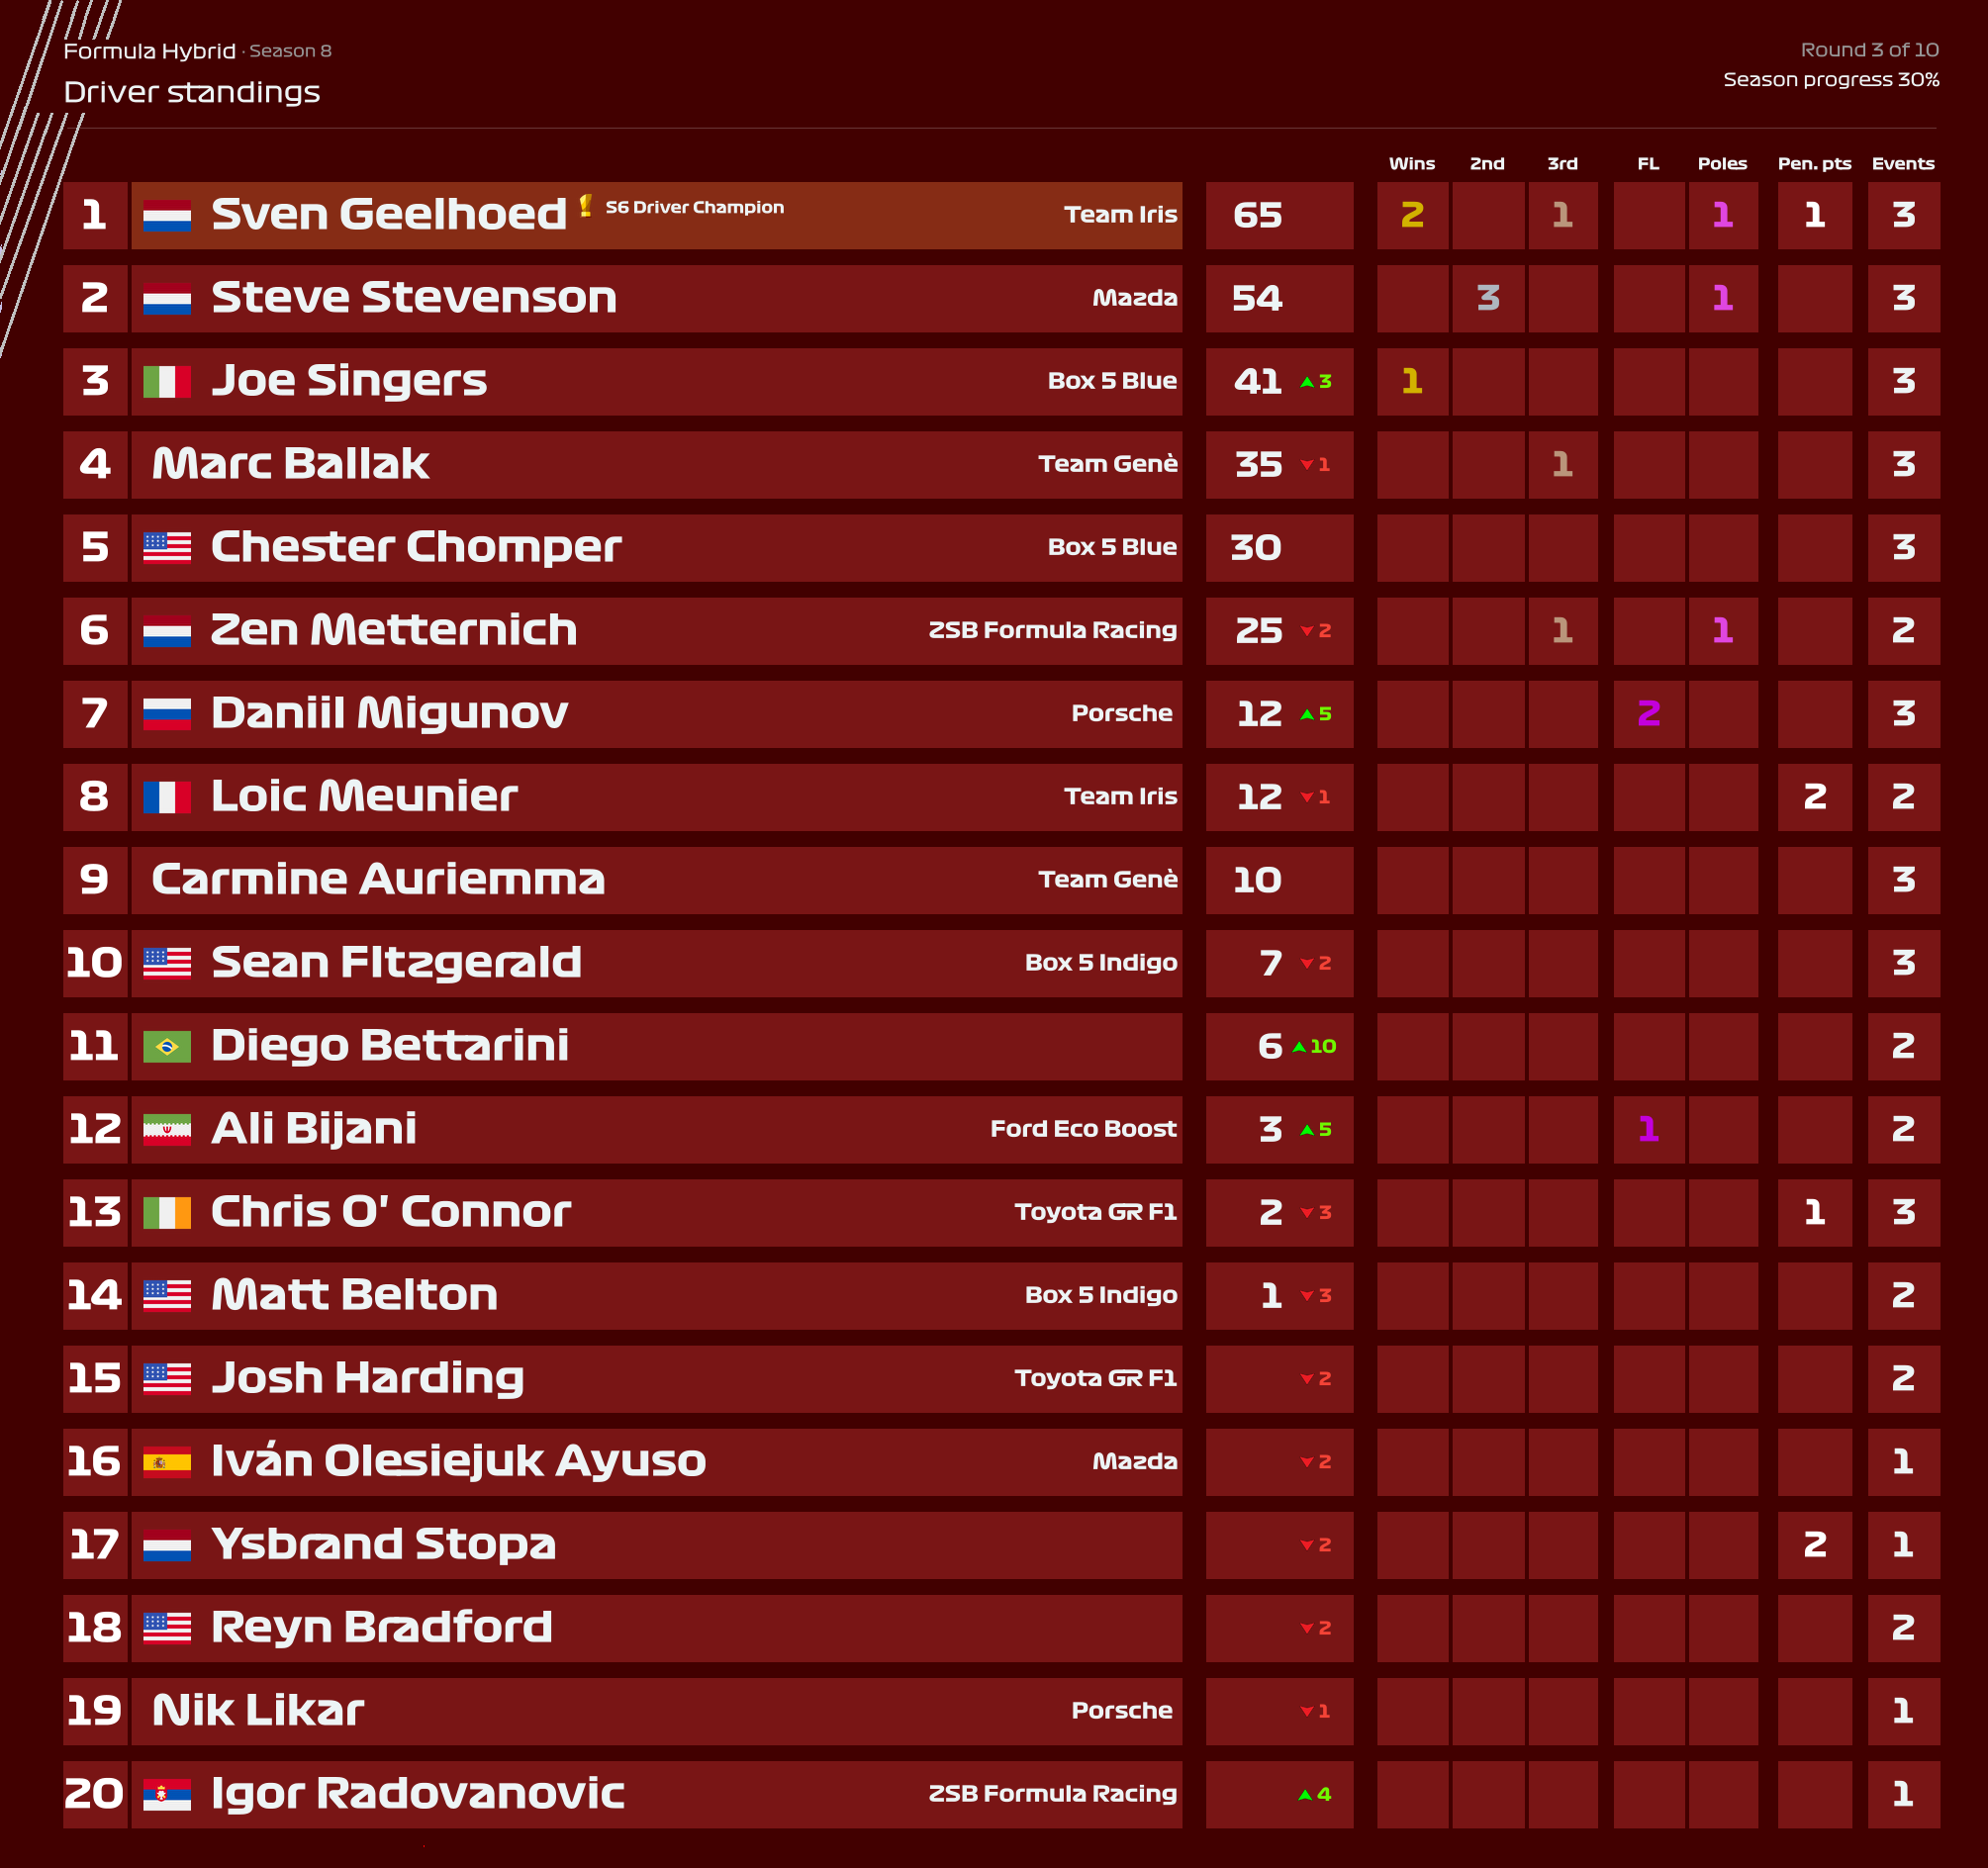 Formula Hybrid · Season 8
Round 3 of 10
Driver standings
Season progress 30%
Wins 2nd 3rd FL Poles Pen. pts Events
1 Sven Geelhoed S6 Driver Champion Team Iris 65 2 1 1 1 3
2 Steve Stevenson Mazda 54 3 1 3
3 Joe Singers Box 5 Blue 41 ▲3 1 3
4 Marc Ballak Team Genè 35 ▼1 1 3
5 Chester Chomper Box 5 Blue 30 3
6 Zen Metternich ZSB Formula Racing 25 ▼2 1 1 2
7 Daniil Migunov Porsche 12 ▲5 2 3
8 Loic Meunier Team Iris 12 ▼1 2 2
9 Carmine Auriemma Team Genè 10 3
10 Sean FItzgerald Box 5 Indigo 7 ▼2 3
11 Diego Bettarini 6 ▲10 2
12 Ali Bijani Ford Eco Boost 3 ▲5 1 2
13 Chris O' Connor Toyota GR F1 2 ▼3 1 3
14 Matt Belton Box 5 Indigo 1 ▼3 2
15 Josh Harding Toyota GR F1 ▼2 2
16 Iván Olesiejuk Ayuso Mazda ▼2 1
17 Ysbrand Stopa ▼2 2 1
18 Reyn Bradford ▼2 2
19 Nik Likar Porsche ▼1 1
20 Igor Radovanovic ZSB Formula Racing ▲4 1